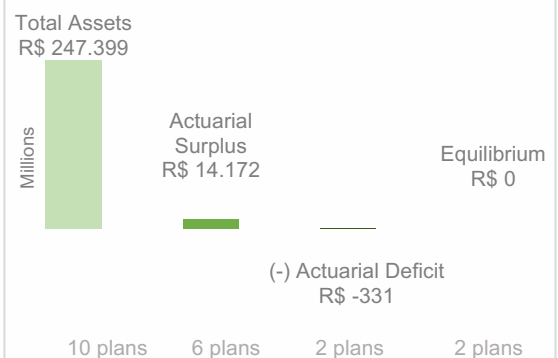 Total Assets
R$ 247.399
Millions
Actuarial
Surplus
R$ 14.172
Equilibrium
R$ 0
(-) Actuarial Deficit
R$ -331
10 plans
6 plans
2 plans
2 plans